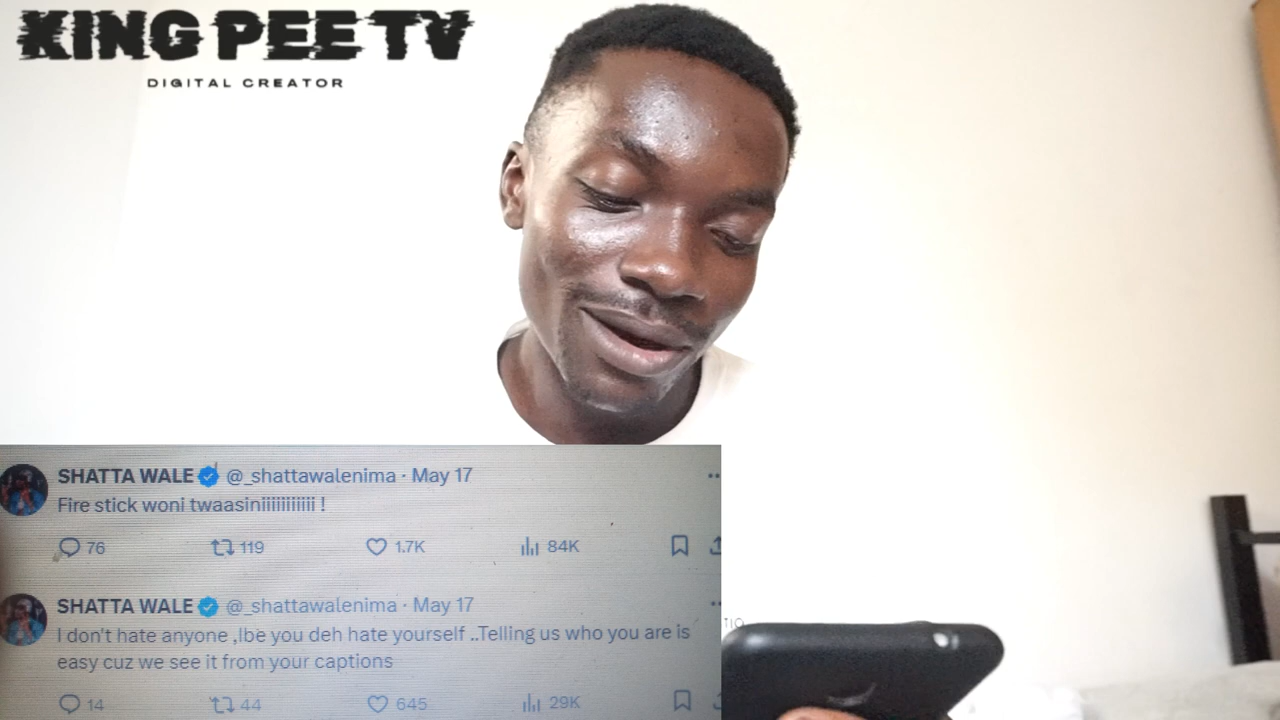 KING PEE TV
DIGITAL CREATOR
SHATTA WALE @_shattawalenima · May 17
Fire stick woni twaasiniiiiiiiiiiii !
76 119 1.7K 84K
SHATTA WALE @_shattawalenima · May 17
I don't hate anyone ,Ibe you deh hate yourself ..Telling us who you are is
easy cuz we see it from your captions
14 44 645 29K